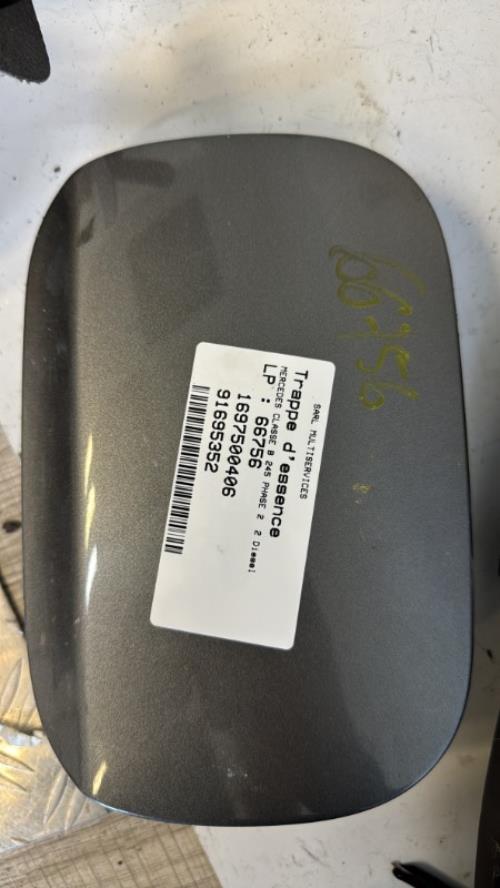 SARL MULTISERVICES
Trappe d'essence
MERCEDES CLASSE B 245 PHASE 2 2 Diesel
LP : 66756
1697500406
91695352
66756